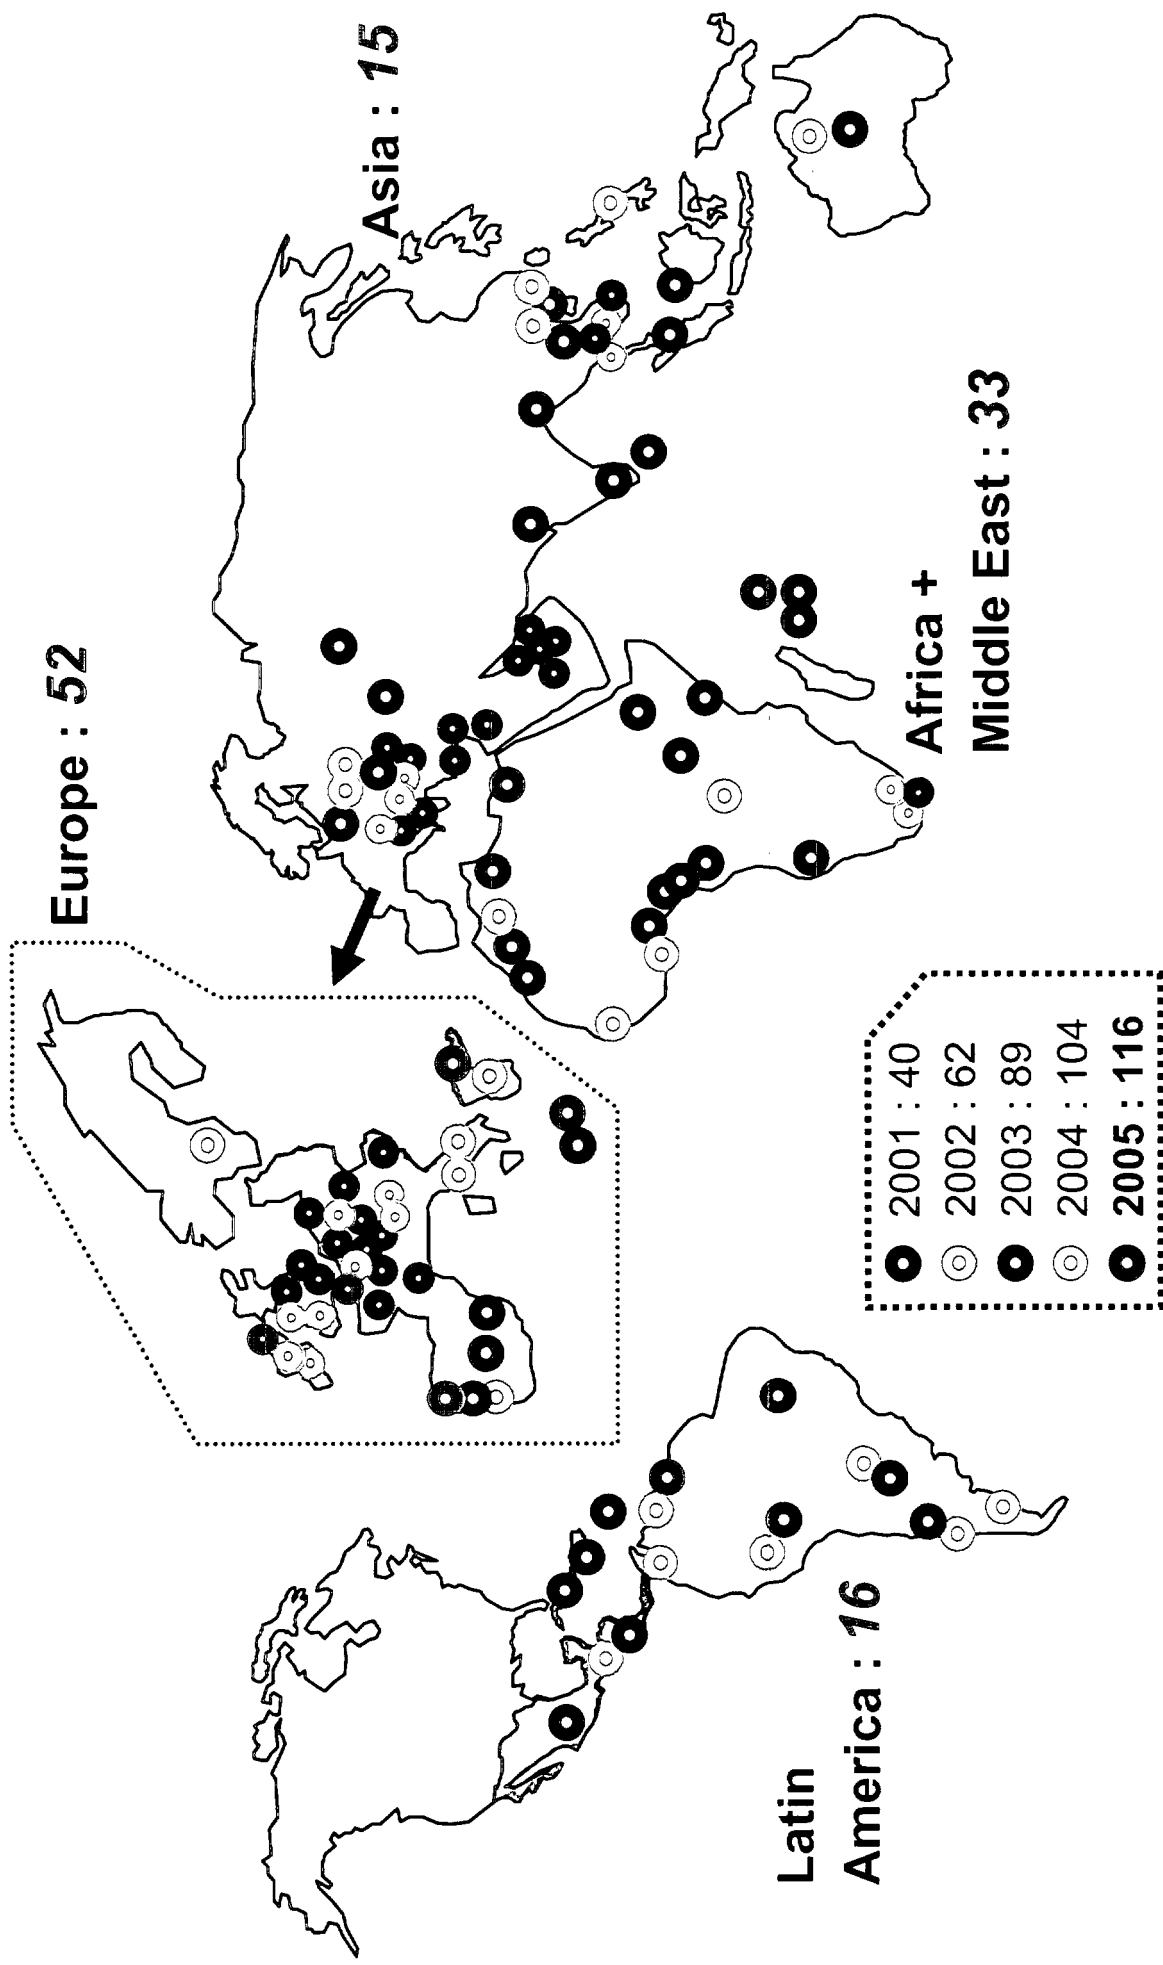 Europe : 52
Asia : 15
Latin
America : 16
Africa +
Middle East : 33
2001 : 40
2002 : 62
2003 : 89
2004 : 104
2005 : 116